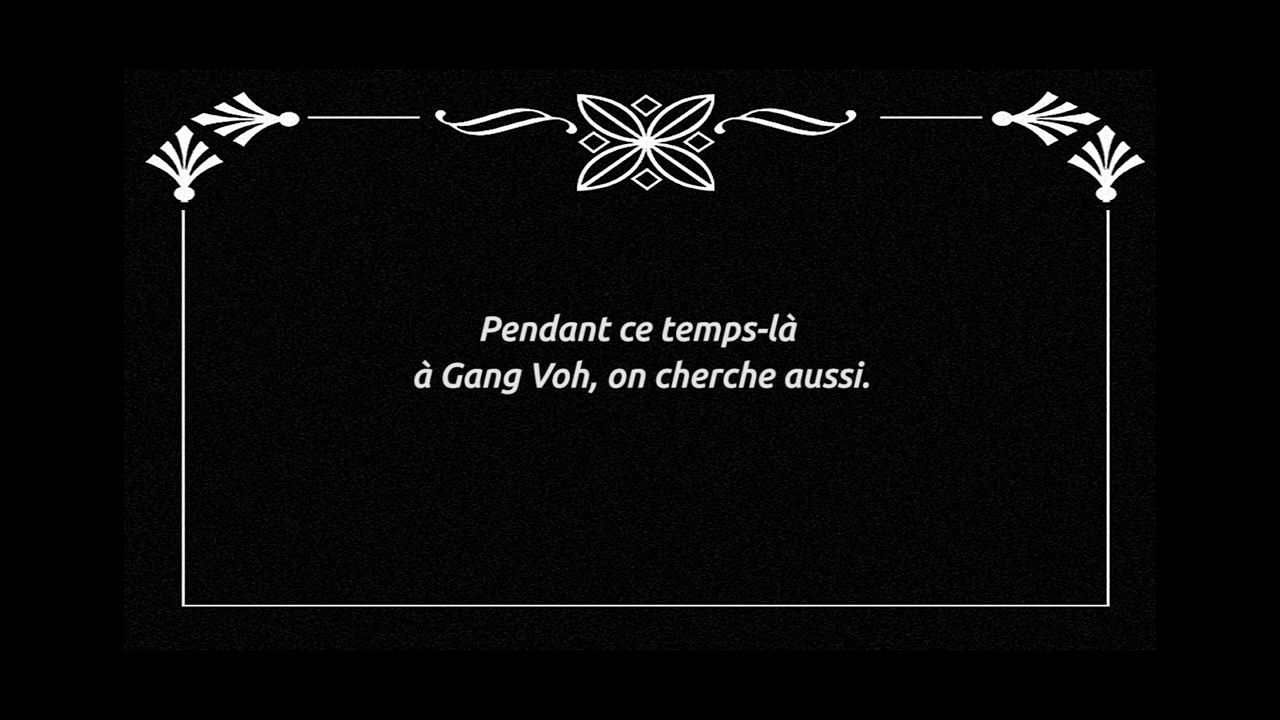 Pendant ce temps-là
à Gang Voh, on cherche aussi.